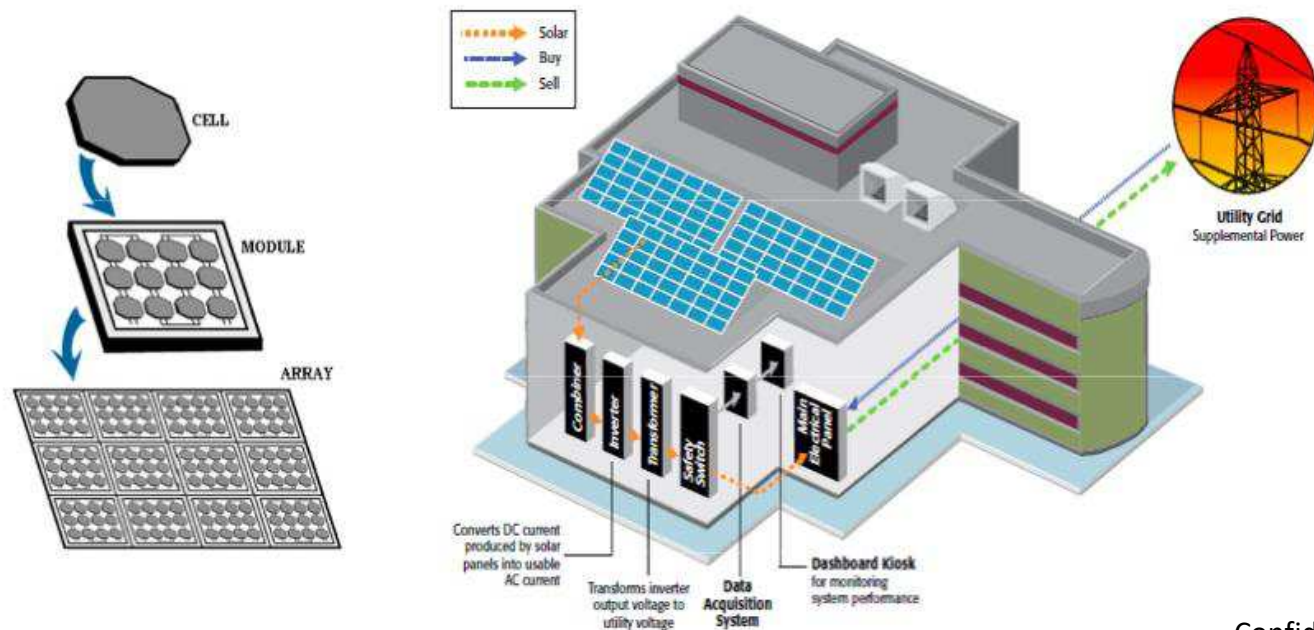 CELL
MODULE
ARRAY
Solar
Buy
Sell
Utility Grid
Supplemental Power
Combiner
Inverter
Transformer
Safety
Switch
Main
Electrical
Panel
Converts DC current
produced by solar
panels into usable
AC current
Transforms inverter
output voltage to
utility voltage
Data
Acquisition
System
Dashboard Kiosk
for monitoring
system performance
Confid